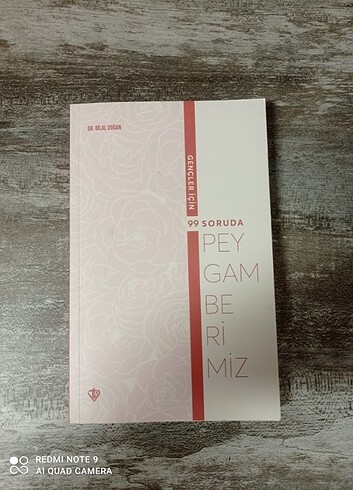 DR. BİLAL DOĞAN
GENÇLER İÇİN
99 SORUDA
PEY
GAM
BE
Rİ
MİZ
REDMI NOTE 9
AI QUAD CAMERA